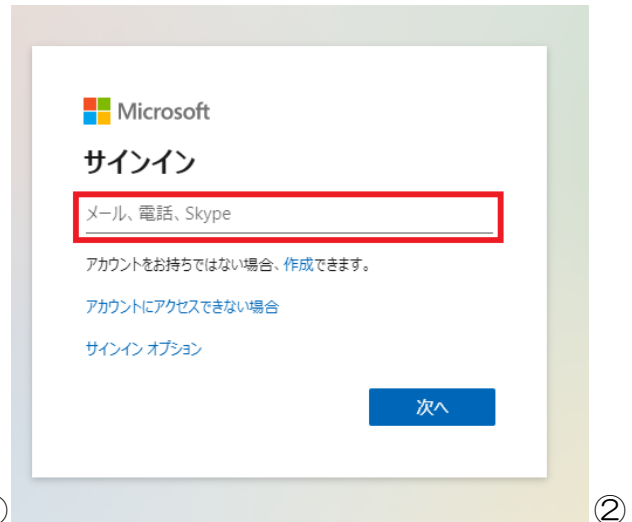 Microsoft
サインイン
メール、電話、Skype
アカウントをお持ちではない場合、作成できます。
アカウントにアクセスできない場合
サインイン オプション
次へ
②